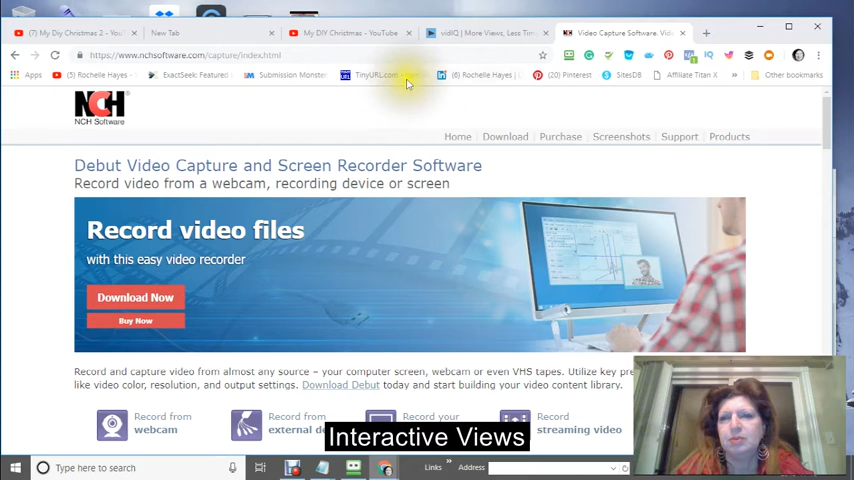 (7) My Diy Christmas 2 - YouTu
New Tab
My DIY Christmas - YouTube
vidIQ | More Views, Less Tim
Video Capture Software. Vid
https://www.nchsoftware.com/capture/index.html
Apps
(5) Rochelle Hayes |
ExactSeek: Featured
Submission Monste
TinyURL.com
(6) Rochelle Hayes |
(20) Pinterest
SitesDB
Affiliate Titan X
Other bookmarks
NCH
NCH Software
Home | Download | Purchase | Screenshots | Support | Products
Debut Video Capture and Screen Recorder Software
Record video from a webcam, recording device or screen
Record video files
with this easy video recorder
Download Now
Buy Now
Record and capture video from almost any source – your computer screen, webcam or even VHS tapes. Utilize key
like video color, resolution, and output settings. Download Debut today and start building your video content library.
Record from
webcam
Record from
external de
Record your
Record
streaming video
Interactive Views
Type here to search
Links
Address